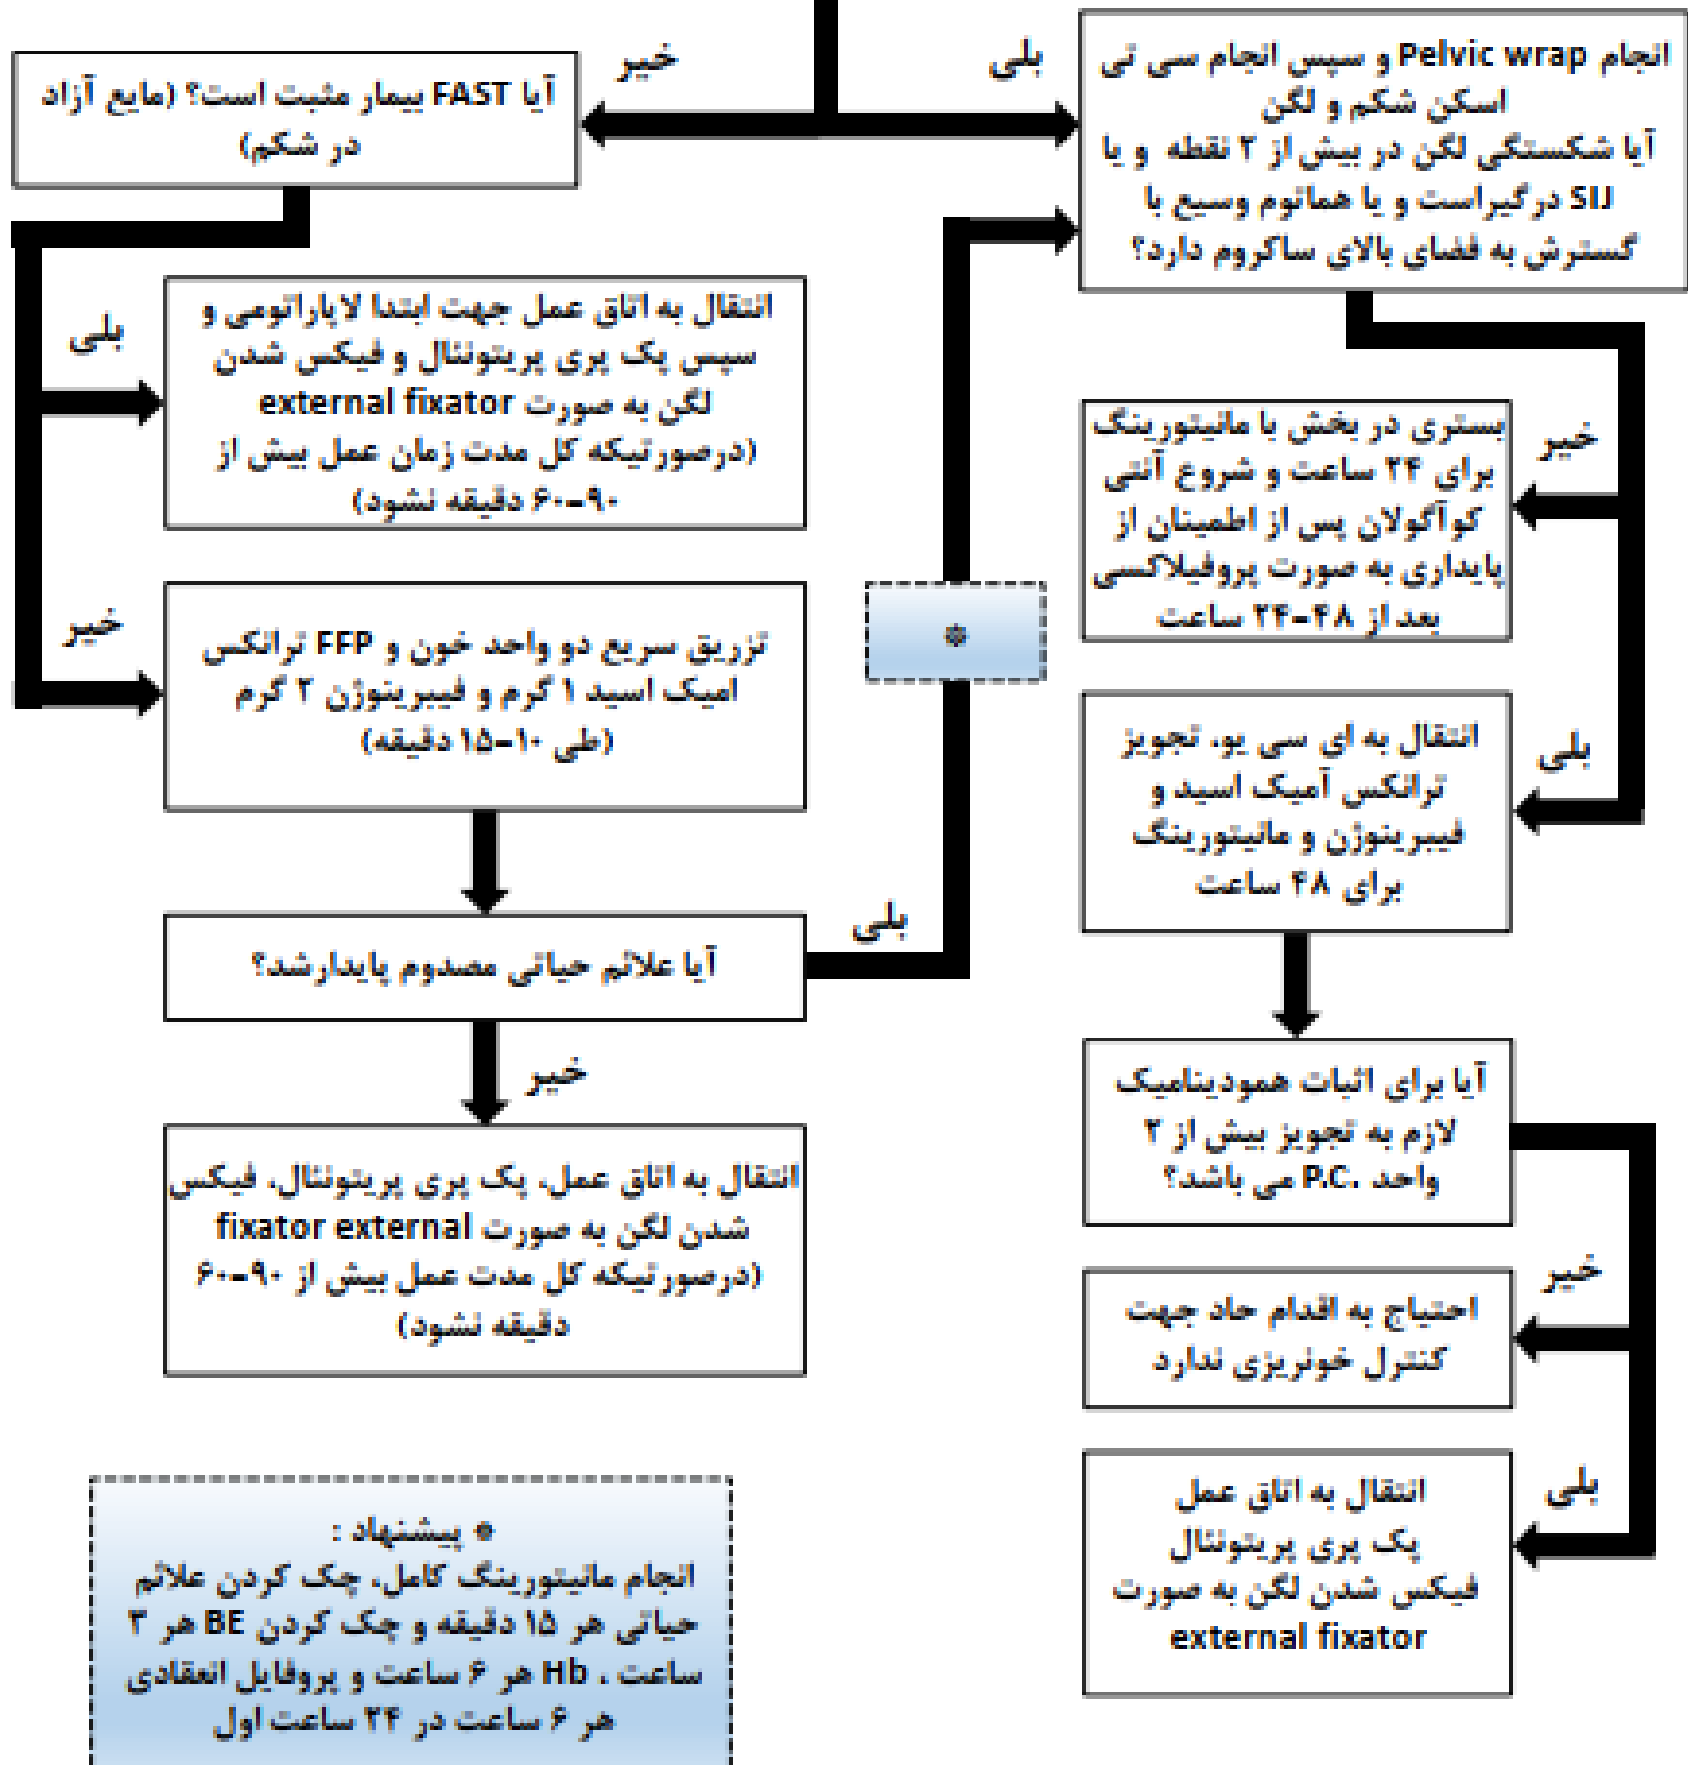 انجام Pelvic wrap و سپس انجام سی تی
اسکن شکم و لگن
آیا شکستگی لگن در بیش از ۲ نقطه و یا
SIJ درگیراست و یا هماتوم وسیع با
گسترش به فضای بالای ساکروم دارد؟
بلی
خیر
آیا FAST بیمار مثبت است؟ (مایع آزاد
در شکم)
بلی
انتقال به اتاق عمل جهت ابتدا لاپاراتومی و
سپس پک پری پریتوننال و فیکس شدن
لگن به صورت external fixator
(درصورتیکه کل مدت زمان عمل بیش از
۶۰-۹۰ دقیقه نشود)
خیر
تزریق سریع دو واحد خون و FFP ترانکس
امیک اسید ۱ گرم و فیبرینوژن ۲ گرم
(طی ۱۰-۱۵ دقیقه)
آیا علائم حیاتی مصدوم پایدارشد؟
بلی
*
خیر
انتقال به اتاق عمل، پک پری پریتوننال، فیکس
شدن لگن به صورت fixator external
(درصورتیکه کل مدت عمل بیش از ۹۰-۶۰
دقیقه نشود)
خیر
بستری در بخش با مانیتورینگ
برای ۲۴ ساعت و شروع آنتی
کوآگولان پس از اطمینان از
پایداری به صورت پروفیلاکسی
بعد از ۴۸-۲۴ ساعت
بلی
انتقال به ای سی یو، تجویز
ترانکس آمیک اسید و
فیبرینوژن و مانیتورینگ
برای ۴۸ ساعت
آیا برای اثبات همودینامیک
لازم به تجویز بیش از ۲
واحد P.C. می باشد؟
خیر
احتیاج به اقدام حاد جهت
کنترل خونریزی ندارد
بلی
انتقال به اتاق عمل
پک پری پریتوننال
فیکس شدن لگن به صورت
external fixator
* پیشنهاد :
انجام مانیتورینگ کامل، چک کردن علائم
حیاتی هر ۱۵ دقیقه و چک کردن BE هر ۳
ساعت ، Hb هر ۶ ساعت و پروفایل انعقادی
هر ۶ ساعت در ۲۴ ساعت اول